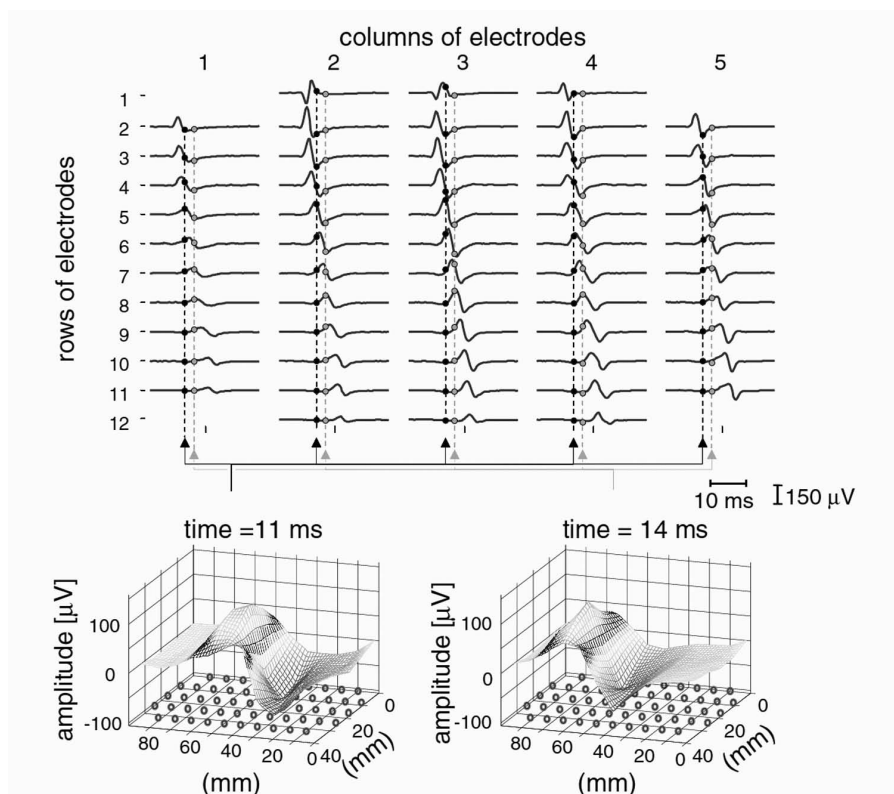 columns of electrodes
1 2 3 4 5
rows of electrodes
1
2
3
4
5
6
7
8
9
10
11
12
10 ms 150 µV
time =11 ms time = 14 ms
amplitude [µV]
100
0
-100
80 60 40 20 0
40 20 0
(mm) (mm)
amplitude [µV]
100
0
-100
80 60 40 20 0
40 20 0
(mm) (mm)